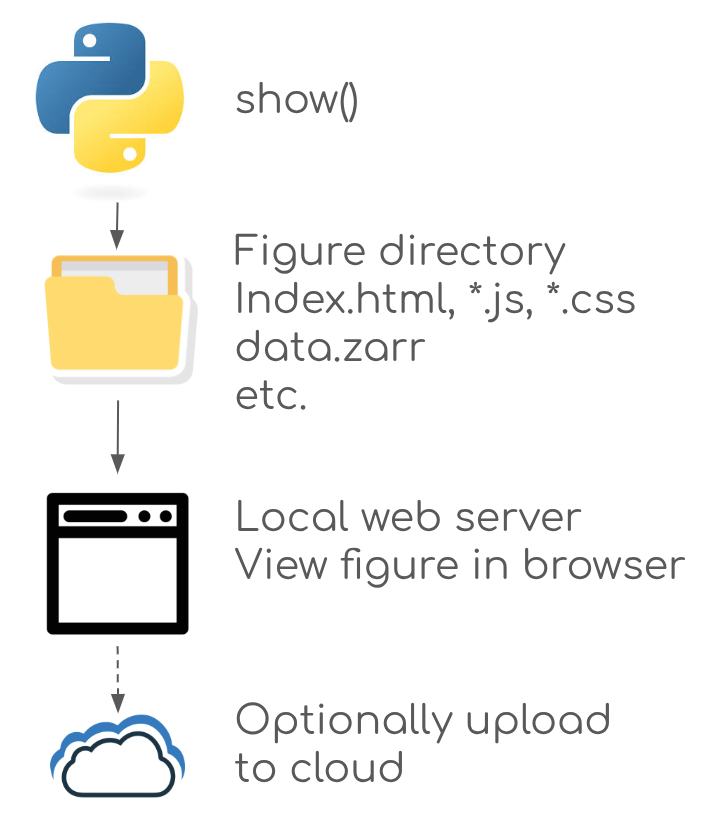 show()
Figure directory
Index.html, *.js, *.css
data.zarr
etc.
Local web server
View figure in browser
Optionally upload
to cloud